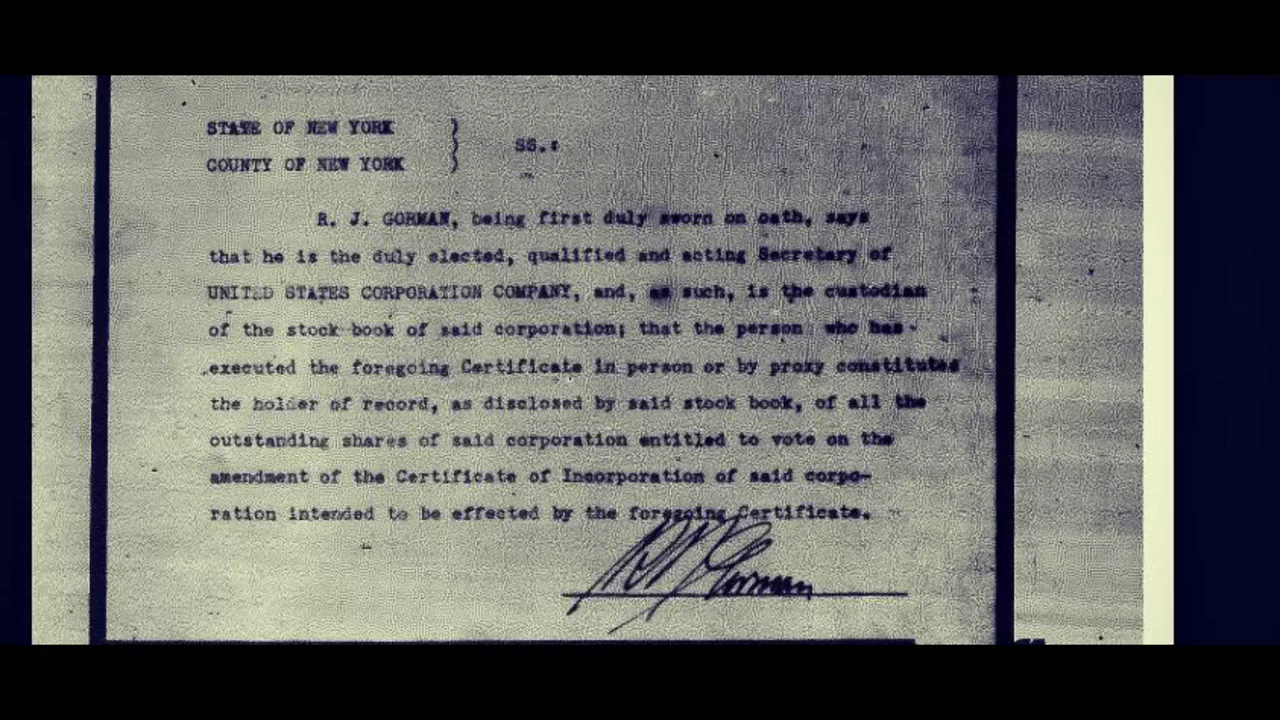 STATE OF NEW YORK
COUNTY OF NEW YORK
SS.:
R. J. GORMAN, being first duly sworn on oath, says
that he is the duly elected, qualified and acting Secretary of
UNITED STATES CORPORATION COMPANY, and, as such, is the custodian
of the stock book of said corporation; that the person who has
executed the foregoing Certificate in person or by proxy constituted
the holder of record, as disclosed by said stock book, of all the
outstanding shares of said corporation entitled to vote on the
amendment of the Certificate of Incorporation of said corpo-
ration intended to be effected by the foregoing Certificate.
R J Gorman